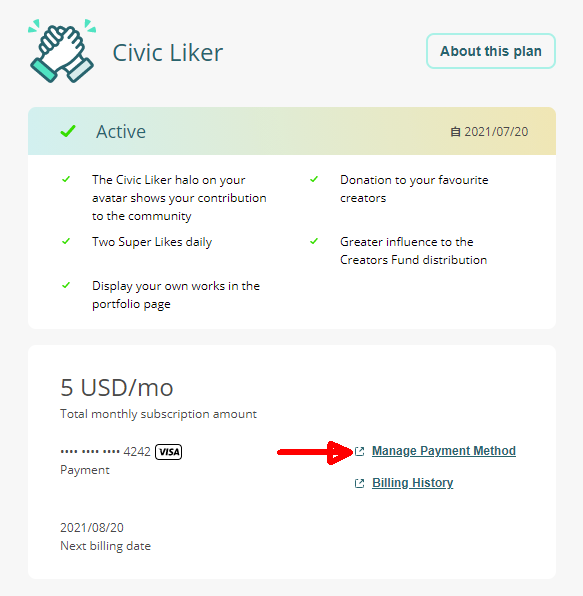 Civic Liker
About this plan
Active
自 2021/07/20
The Civic Liker halo on your
avatar shows your contribution
to the community
Donation to your favourite
creators
Two Super Likes daily
Greater influence to the
Creators Fund distribution
Display your own works in the
portfolio page
5 USD/mo
Total monthly subscription amount
•••• •••• •••• 4242 VISA
Payment
Manage Payment Method
Billing History
2021/08/20
Next billing date